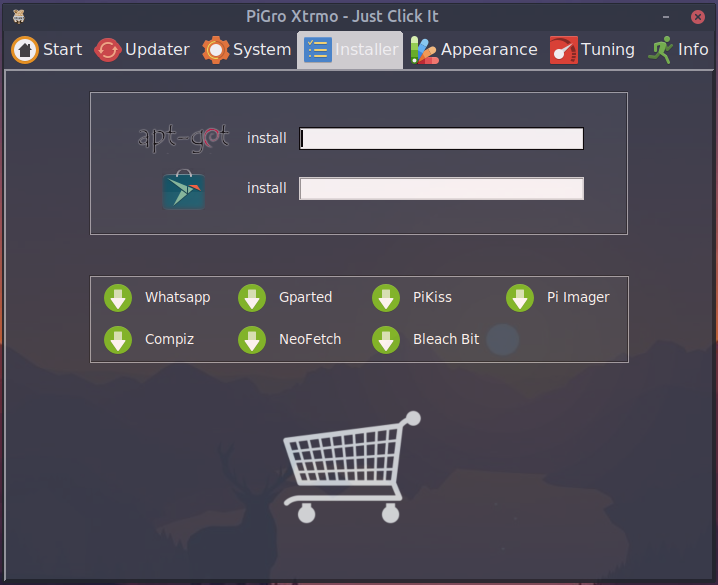 PiGro Xtrmo - Just Click It
Start Updater System Installer Appearance Tuning Info
apt-get install
install
Whatsapp Gparted PiKiss Pi Imager
Compiz NeoFetch Bleach Bit